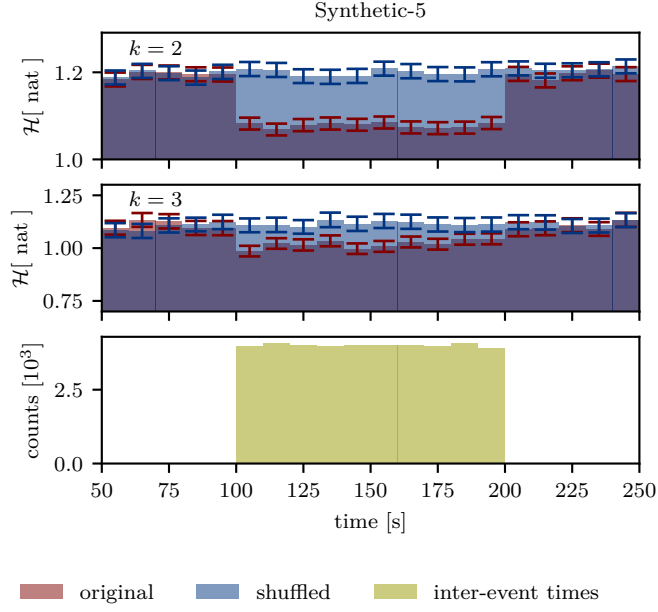 Synthetic-5
k = 2
1.2
1.0
ℋ[ nat ]
k = 3
1.25
1.00
0.75
ℋ[ nat ]
2.5
0.0
counts [10³]
50 75 100 125 150 175 200 225 250
time [s]
original shuffled inter-event times